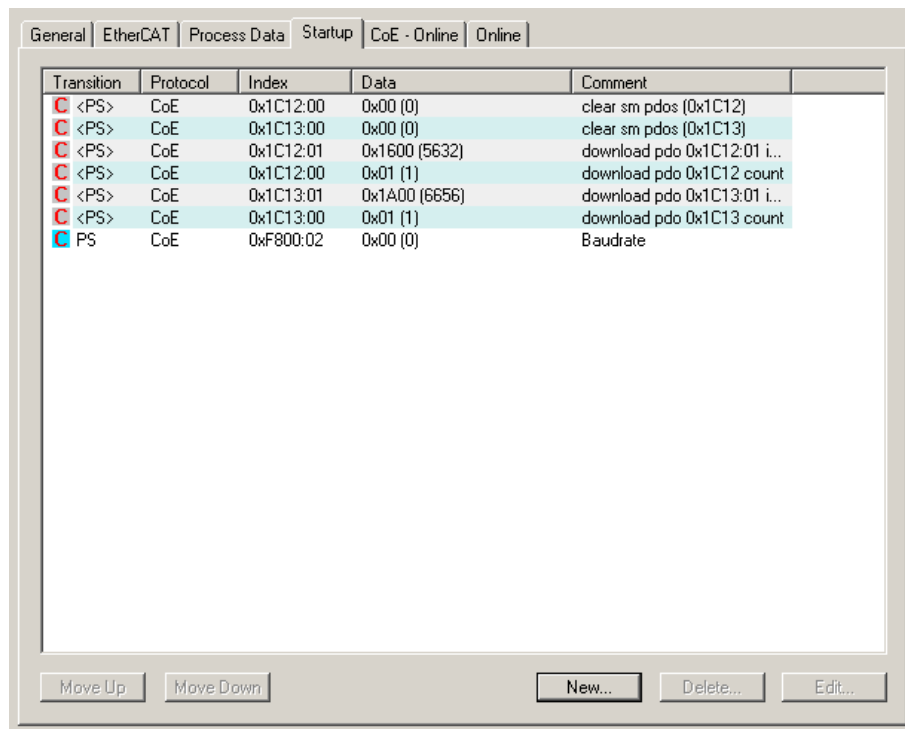 General EtherCAT Process Data Startup CoE - Online Online
Transition Protocol Index Data Comment
C <PS> CoE 0x1C12:00 0x00 (0) clear sm pdos (0x1C12)
C <PS> CoE 0x1C13:00 0x00 (0) clear sm pdos (0x1C13)
C <PS> CoE 0x1C12:01 0x1600 (5632) download pdo 0x1C12:01 i...
C <PS> CoE 0x1C12:00 0x01 (1) download pdo 0x1C12 count
C <PS> CoE 0x1C13:01 0x1A00 (6656) download pdo 0x1C13:01 i...
C <PS> CoE 0x1C13:00 0x01 (1) download pdo 0x1C13 count
C PS CoE 0xF800:02 0x00 (0) Baudrate
Move Up Move Down New... Delete... Edit...